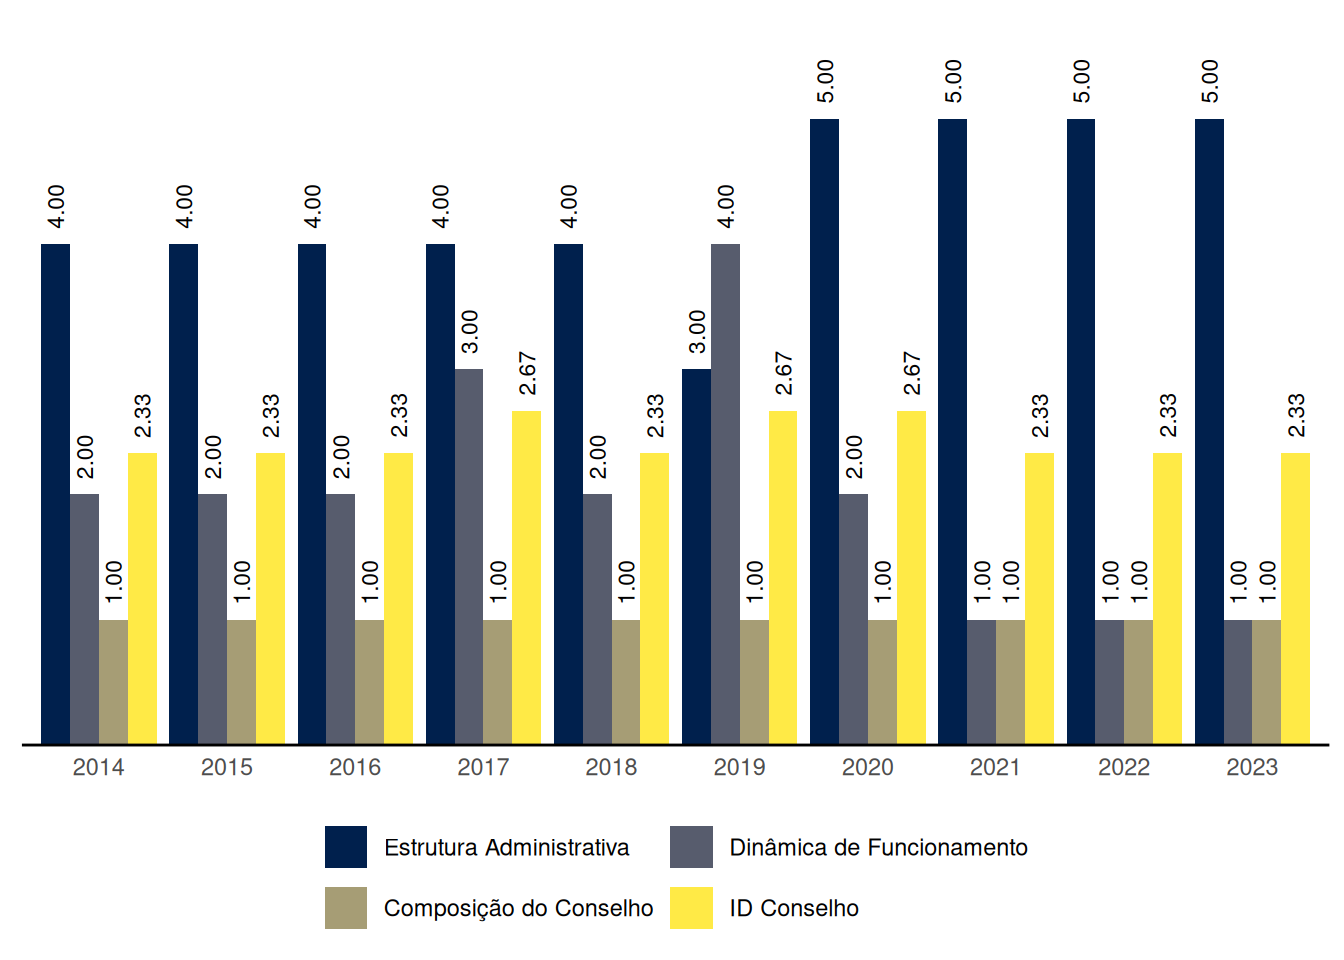 5.00 5.00 5.00 5.00
4.00 4.00 4.00 4.00 4.00 4.00
3.00 3.00
2.67 2.67 2.67
2.33 2.33 2.33 2.33 2.33 2.33 2.33
2.00 2.00 2.00 2.00 2.00
1.00 1.00 1.00 1.00 1.00 1.00 1.00 1.00 1.00 1.00 1.00 1.00 1.00
2014 2015 2016 2017 2018 2019 2020 2021 2022 2023
Estrutura Administrativa Dinâmica de Funcionamento
Composição do Conselho ID Conselho